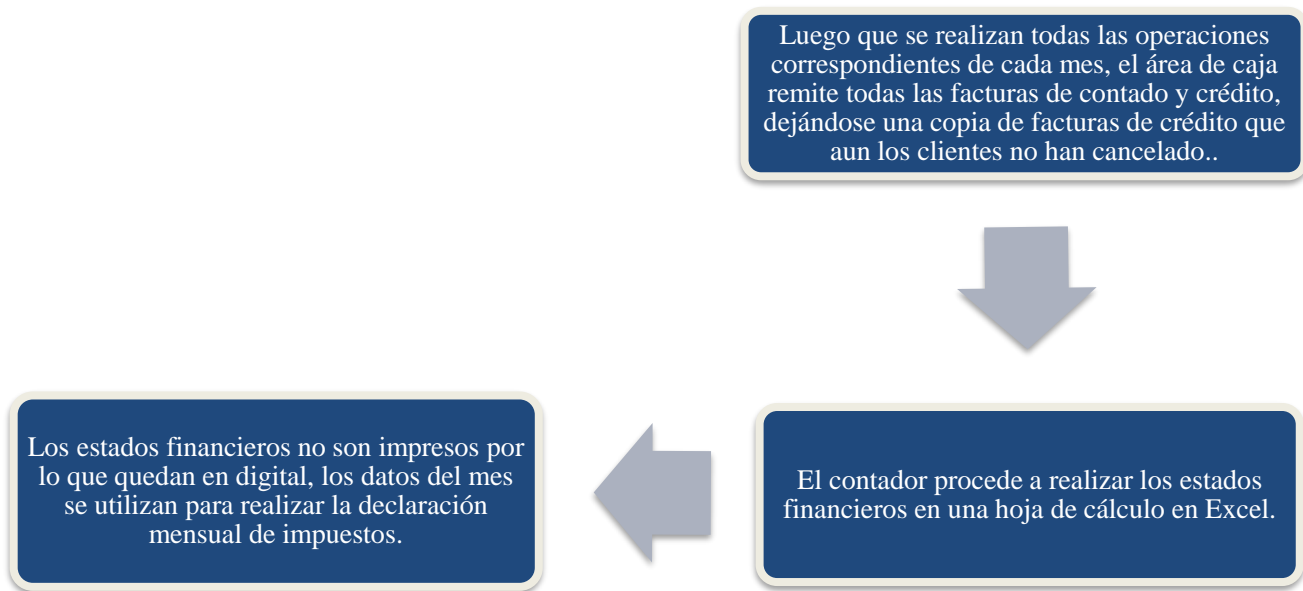 Luego que se realizan todas las operaciones
correspondientes de cada mes, el área de caja
remite todas las facturas de contado y crédito,
dejándose una copia de facturas de crédito que
aun los clientes no han cancelado..
El contador procede a realizar los estados
financieros en una hoja de cálculo en Excel.
Los estados financieros no son impresos por
lo que quedan en digital, los datos del mes
se utilizan para realizar la declaración
mensual de impuestos.